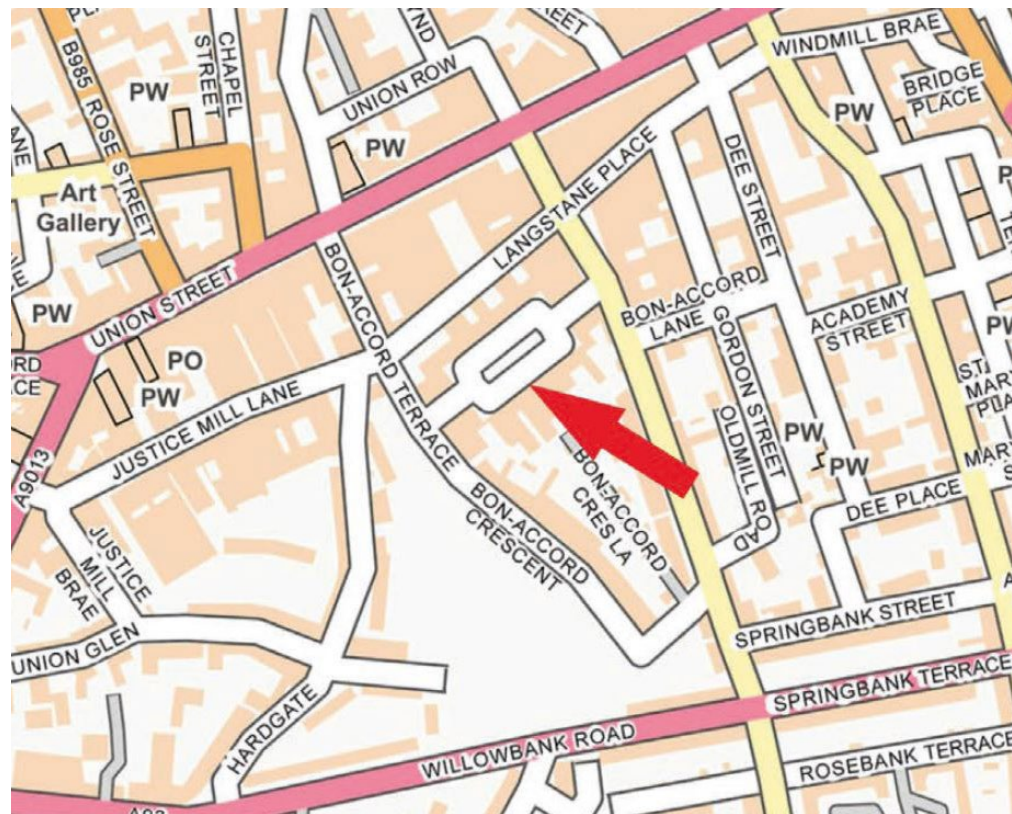 B985
ROSE STREET
CHAPEL
STREET
PW
UNION ROW
PW
STREET
WINDMILL BRAE
BRIDGE
PLACE
PW
Art
Gallery
LANGSTANE PLACE
DEE STREET
PW
UNION STREET
BON-ACCORD TERRACE
BON-ACCORD
LANE
ACADEMY
STREET
PO
PW
JUSTICE MILL LANE
GORDON STREET
OLDMILL ROAD
PW
PW
A9013
BON-ACCORD
CRES LA
BON-ACCORD
CRESCENT
DEE PLACE
JUSTICE
MILL
BRAE
UNION GLEN
SPRINGBANK STREET
HARDGATE
SPRINGBANK TERRACE
WILLOWBANK ROAD
ROSEBANK TERRACE